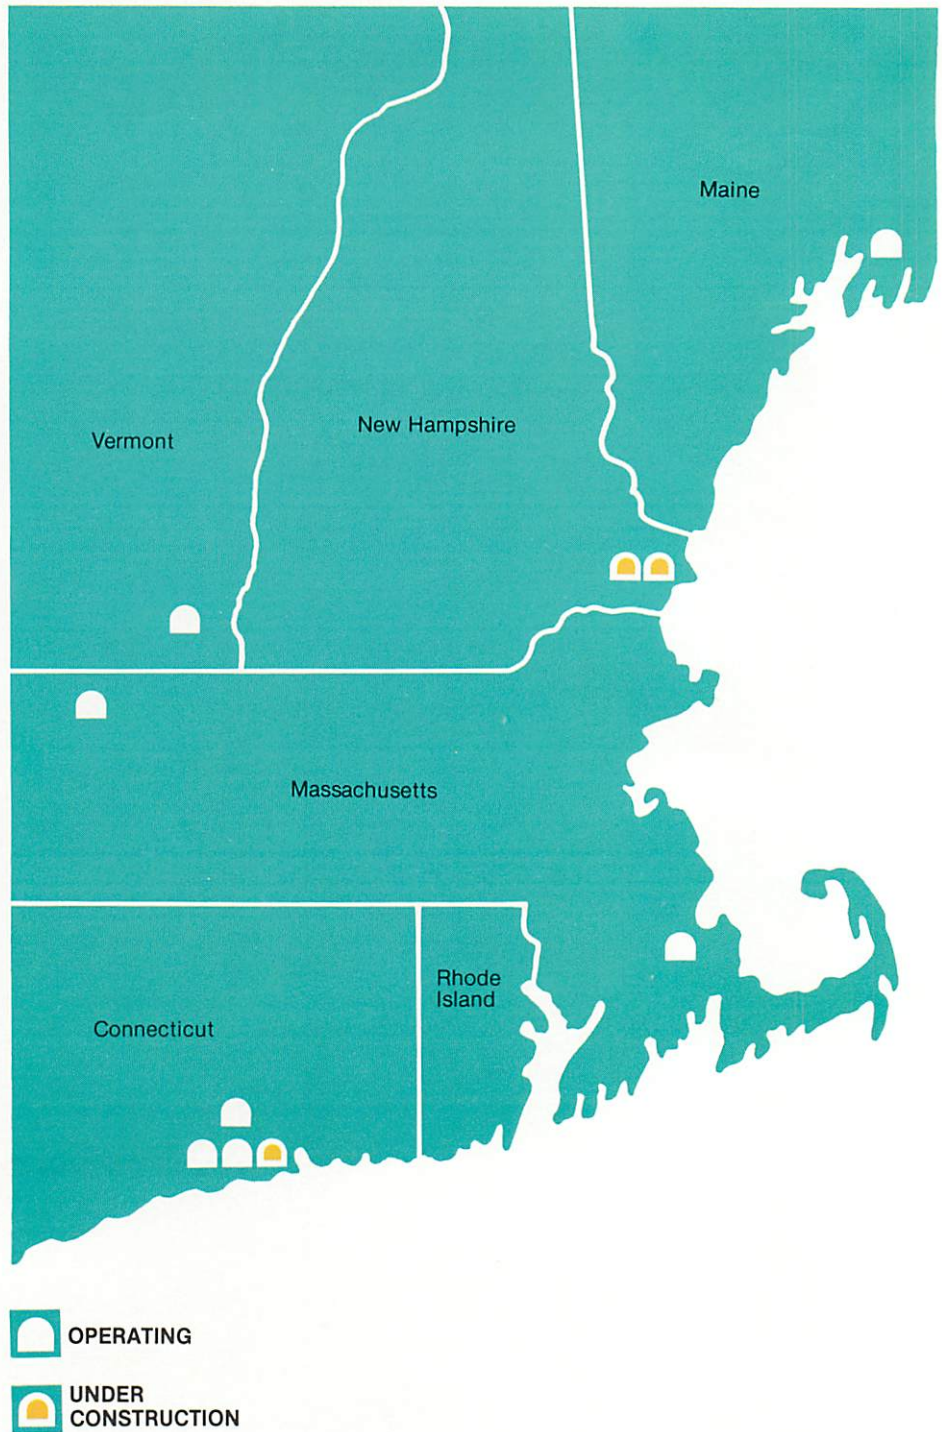 Maine
New Hampshire
Vermont
Massachusetts
Rhode
Island
Connecticut
OPERATING
UNDER
CONSTRUCTION